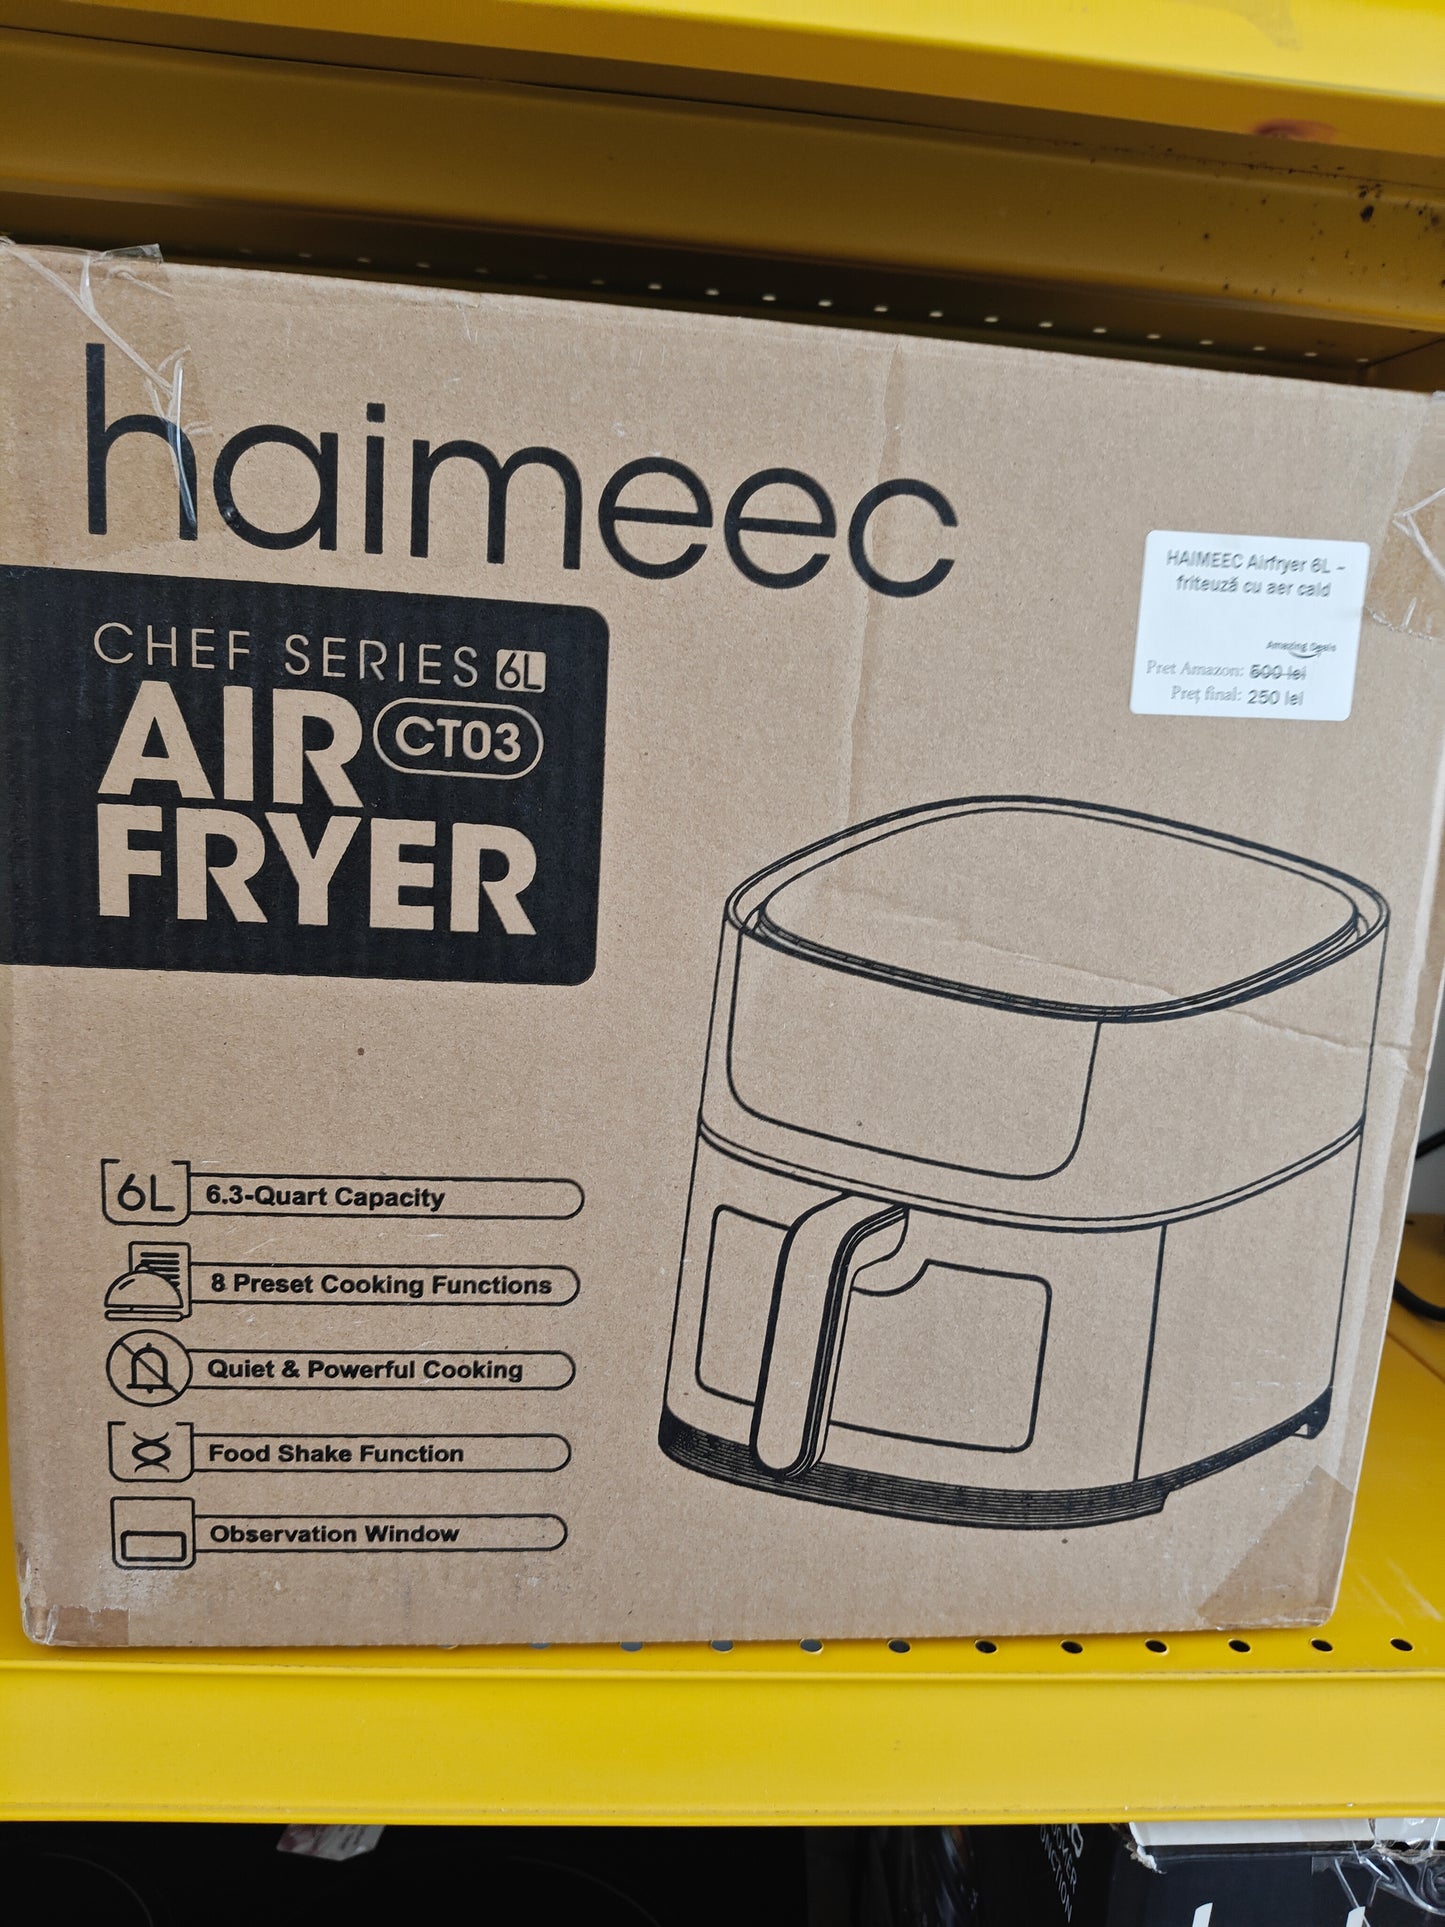 haimeec
CHEF SERIES 6L
AIR CT03
FRYER
HAIMEEC Airfryer 6L –
friteuză cu aer cald
Amazing Deals
Pret Amazon: 500 lei
Preț final: 250 lei
6L 6.3-Quart Capacity
8 Preset Cooking Functions
Quiet & Powerful Cooking
Food Shake Function
Observation Window